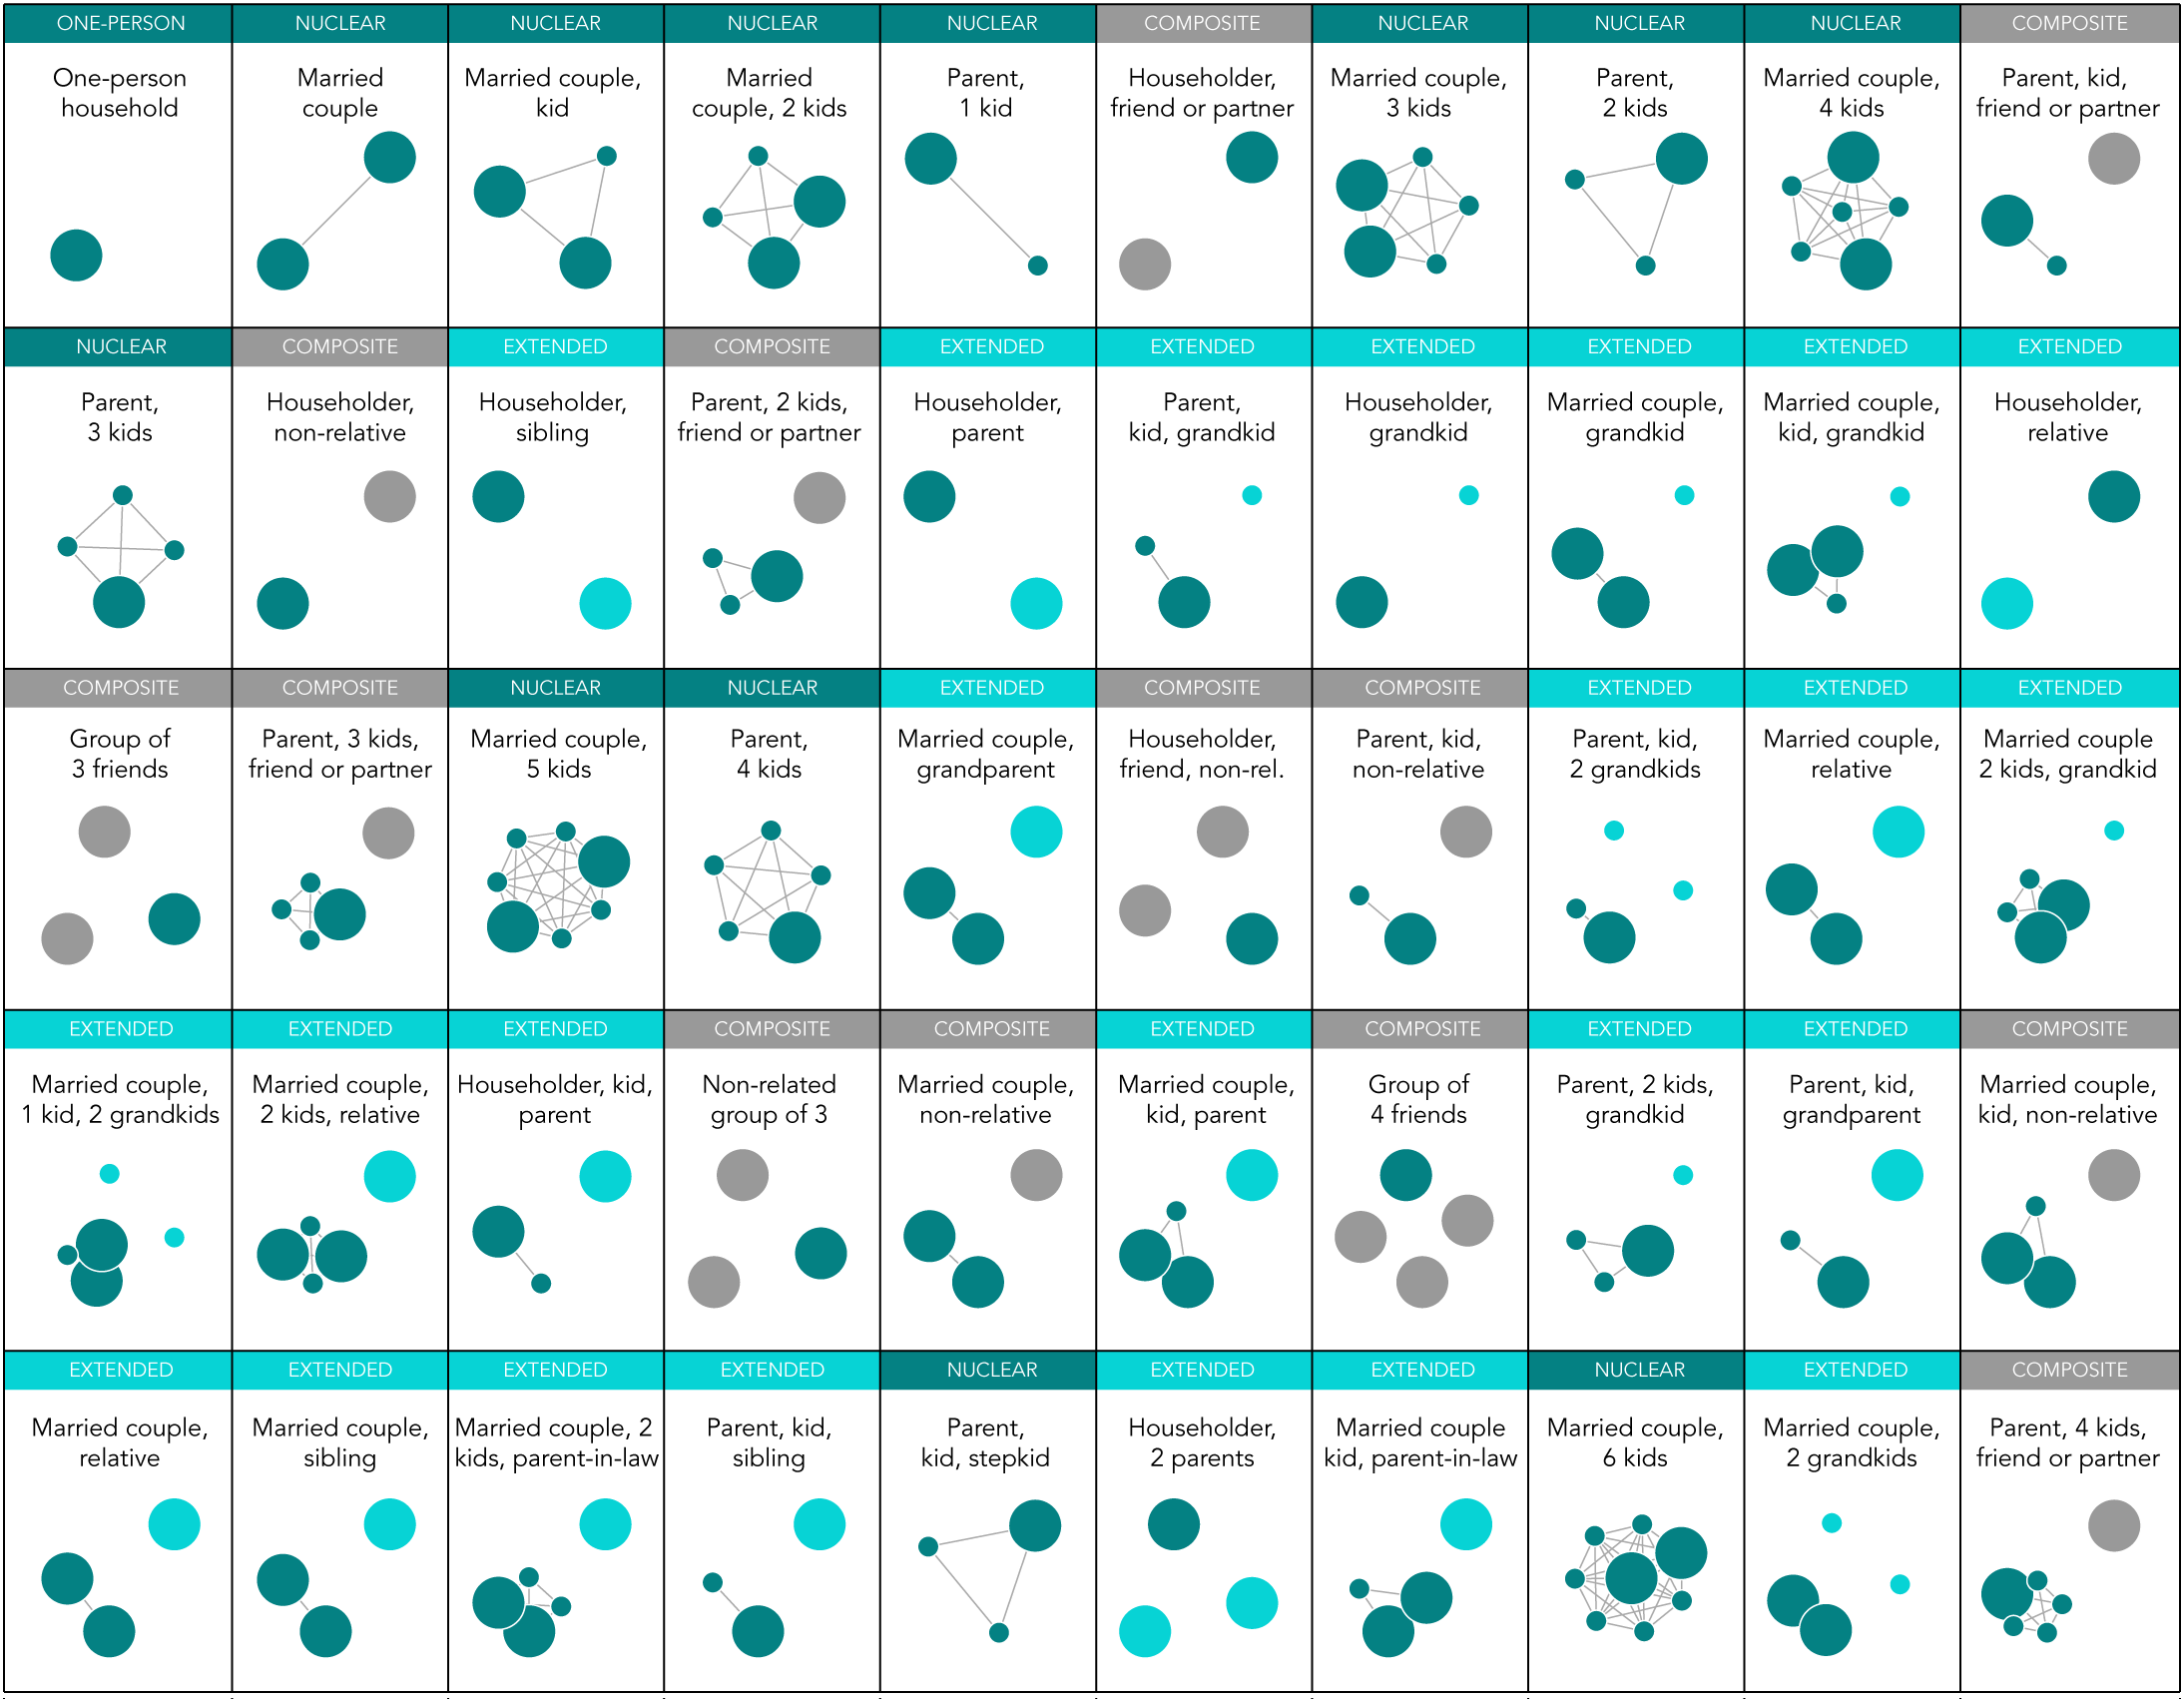 ONE-PERSON
One-person
household
NUCLEAR
Married
couple
NUCLEAR
Married couple,
kid
NUCLEAR
Married
couple, 2 kids
NUCLEAR
Parent,
1 kid
COMPOSITE
Householder,
friend or partner
NUCLEAR
Married couple,
3 kids
NUCLEAR
Parent,
2 kids
NUCLEAR
Married couple,
4 kids
COMPOSITE
Parent, kid,
friend or partner
NUCLEAR
Parent,
3 kids
COMPOSITE
Householder,
non-relative
EXTENDED
Householder,
sibling
COMPOSITE
Parent, 2 kids,
friend or partner
EXTENDED
Householder,
parent
EXTENDED
Parent,
kid, grandkid
EXTENDED
Householder,
grandkid
EXTENDED
Married couple,
grandkid
EXTENDED
Married couple,
kid, grandkid
EXTENDED
Householder,
relative
COMPOSITE
Group of
3 friends
COMPOSITE
Parent, 3 kids,
friend or partner
NUCLEAR
Married couple,
5 kids
NUCLEAR
Parent,
4 kids
EXTENDED
Married couple,
grandparent
COMPOSITE
Householder,
friend, non-rel.
COMPOSITE
Parent, kid,
non-relative
EXTENDED
Parent, kid,
2 grandkids
EXTENDED
Married couple,
relative
EXTENDED
Married couple
2 kids, grandkid
EXTENDED
Married couple,
1 kid, 2 grandkids
EXTENDED
Married couple,
2 kids, relative
EXTENDED
Householder, kid,
parent
COMPOSITE
Non-related
group of 3
COMPOSITE
Married couple,
non-relative
EXTENDED
Married couple,
kid, parent
COMPOSITE
Group of
4 friends
EXTENDED
Parent, 2 kids,
grandkid
EXTENDED
Parent, kid,
grandparent
COMPOSITE
Married couple,
kid, non-relative
EXTENDED
Married couple,
relative
EXTENDED
Married couple,
sibling
EXTENDED
Married couple, 2
kids, parent-in-law
EXTENDED
Parent, kid,
sibling
NUCLEAR
Parent,
kid, stepkid
EXTENDED
Householder,
2 parents
EXTENDED
Married couple
kid, parent-in-law
NUCLEAR
Married couple,
6 kids
EXTENDED
Married couple,
2 grandkids
COMPOSITE
Parent, 4 kids,
friend or partner